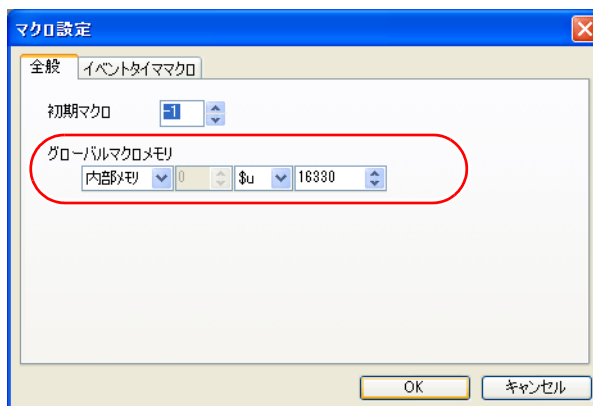 マクロ設定
全般 イベントタイママクロ
初期マクロ -1
グローバルマクロメモリ
内部メモリ 0 $u 16330
OK キャンセル